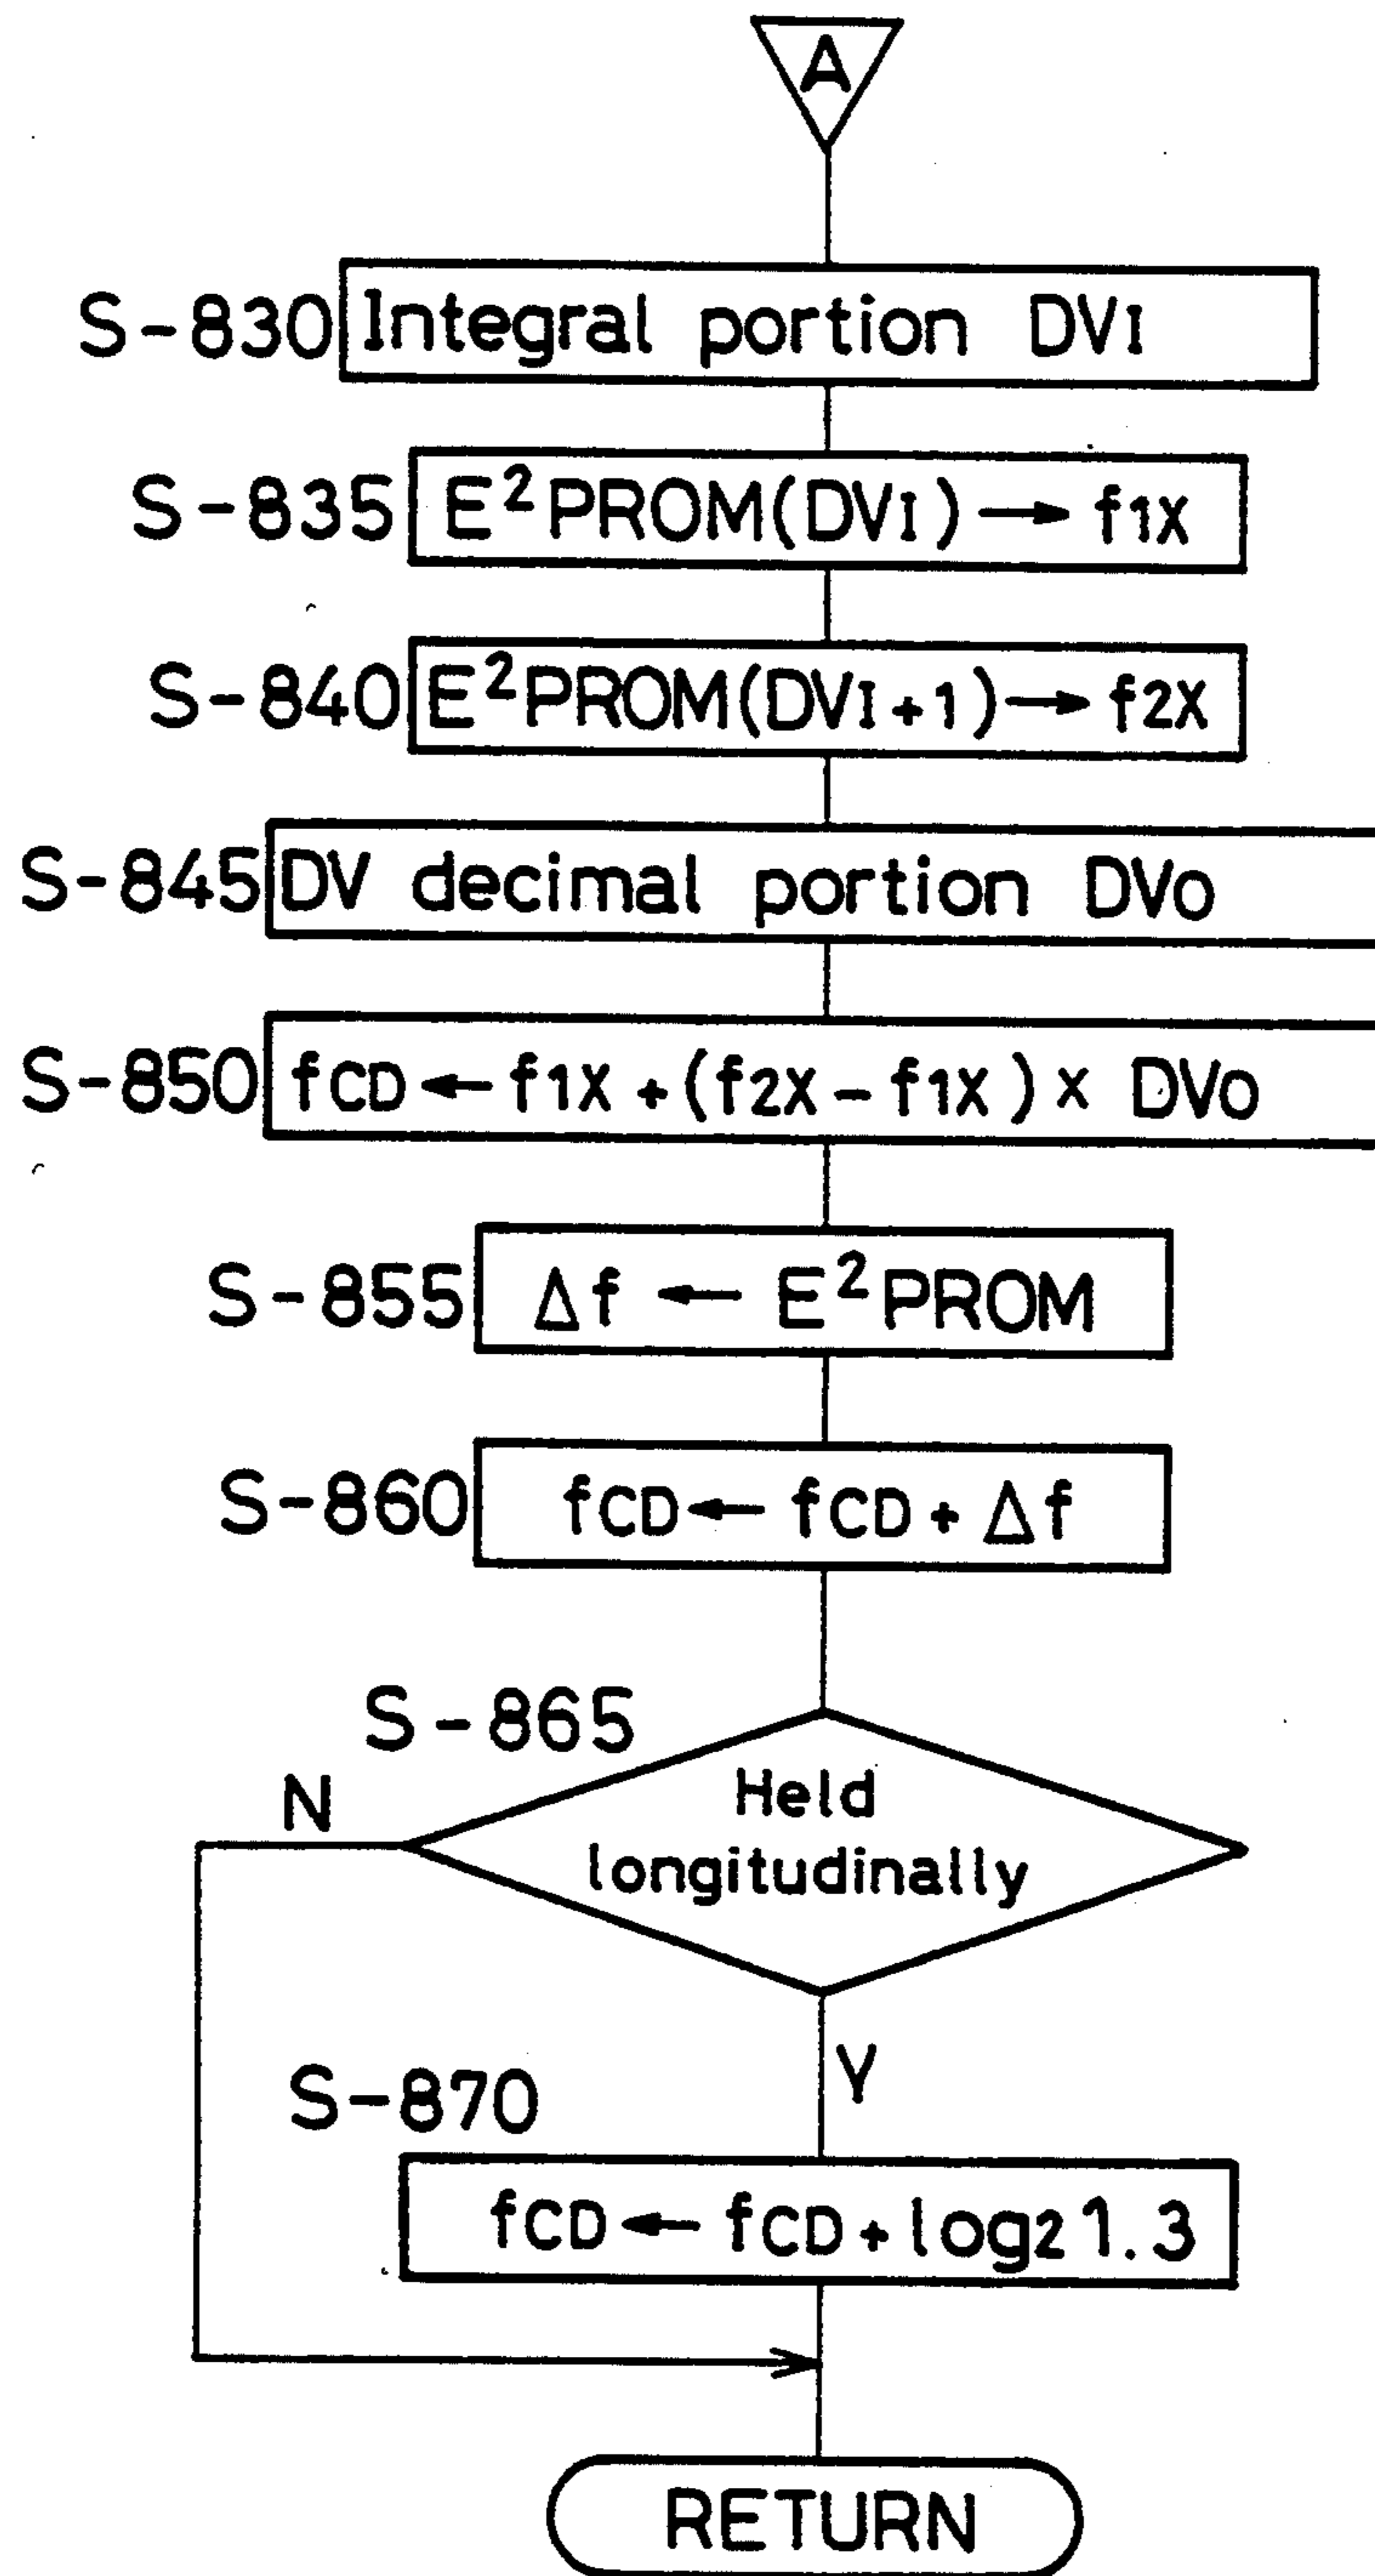 A
S-830 Integral portion DVI
S-835 E²PROM(DVI) → f1X
S-840 E²PROM(DVI+1) → f2X
S-845 DV decimal portion DVo
S-850 fCD ← f1X + (f2X - f1X) × DVo
S-855 Δf ← E²PROM
S-860 fCD ← fCD + Δf
S-865
N
Held
longitudinally
Y
S-870
fCD ← fCD + log2 1.3
RETURN